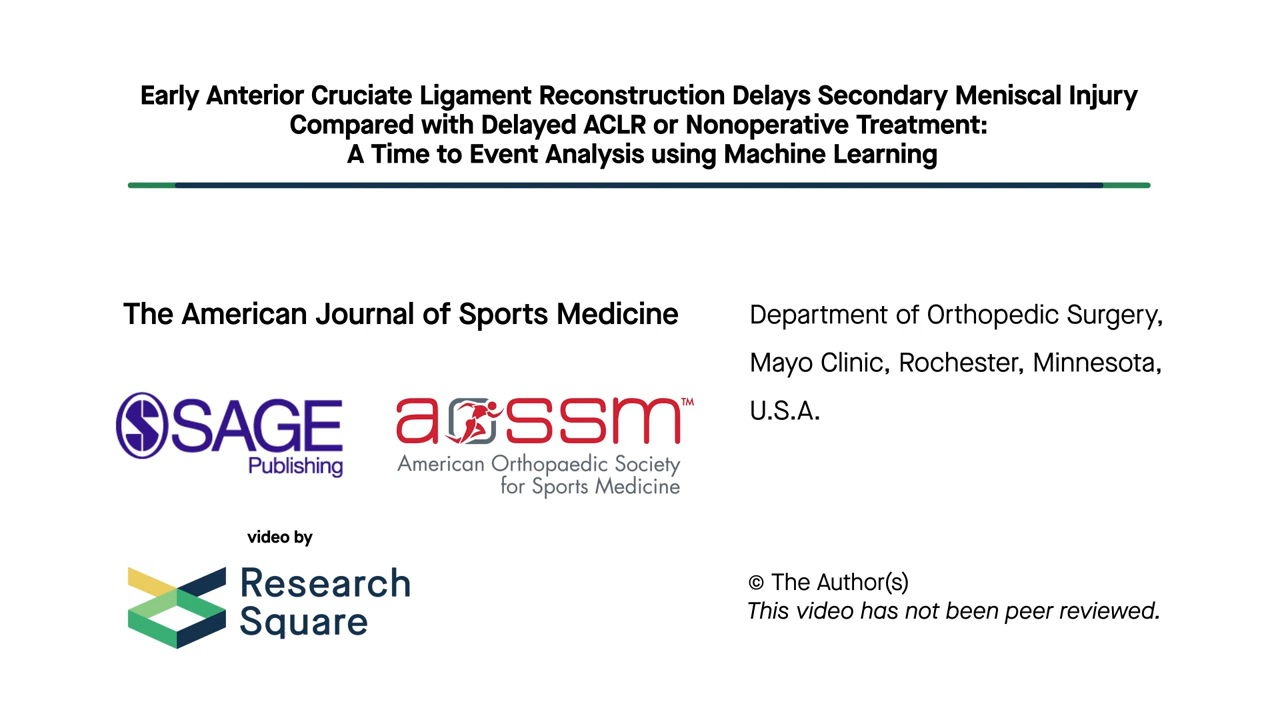 Early Anterior Cruciate Ligament Reconstruction Delays Secondary Meniscal Injury
Compared with Delayed ACLR or Nonoperative Treatment:
A Time to Event Analysis using Machine Learning
The American Journal of Sports Medicine
SAGE
Publishing
aossm™
American Orthopaedic Society
for Sports Medicine
video by
Research
Square
Department of Orthopedic Surgery,
Mayo Clinic, Rochester, Minnesota,
U.S.A.
© The Author(s)
This video has not been peer reviewed.